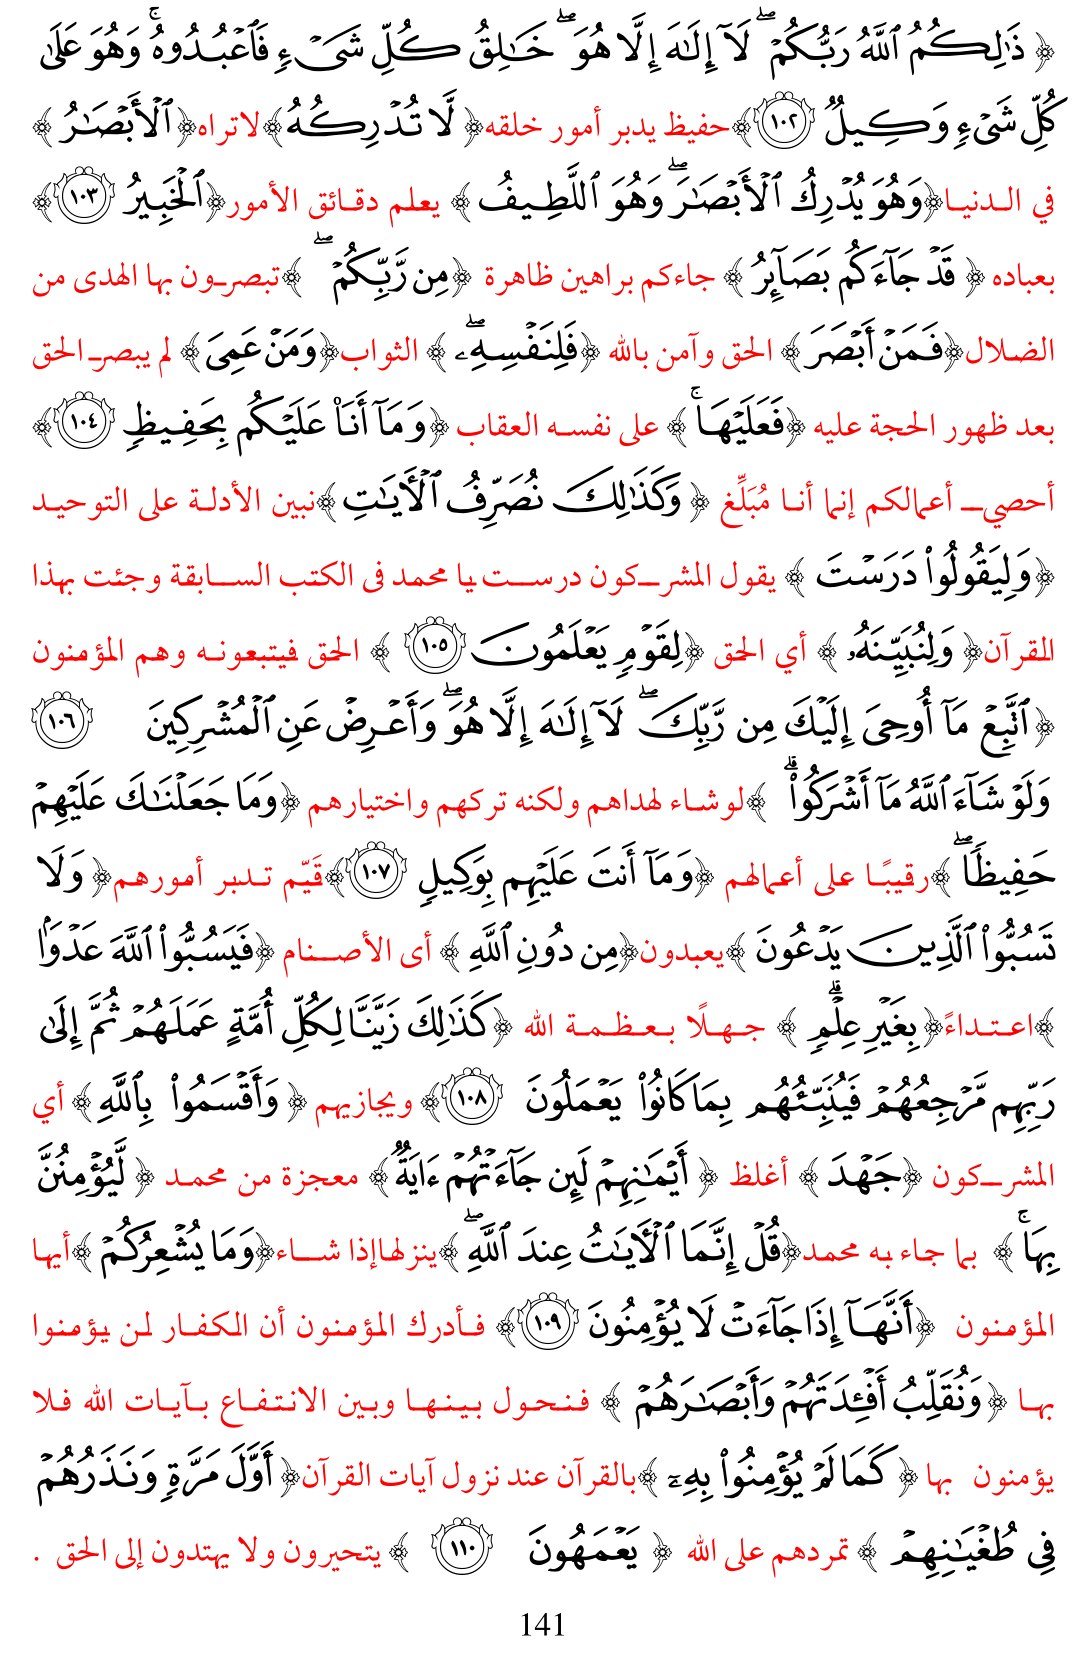 ﴿ ذَٰلِكُمُ ٱللَّهُ رَبُّكُمۡۖ لَآ إِلَٰهَ إِلَّا هُوَۖ خَٰلِقُ كُلِّ شَيۡءٖ فَٱعۡبُدُوهُۚ وَهُوَ عَلَىٰ
كُلِّ شَيۡءٖ وَكِيلٞ ١٠٢﴾حفيظ يدبر أمور خلقه﴿ لَّا تُدۡرِكُهُ﴾لاتراه﴿ ٱلۡأَبۡصَٰرُ ﴾
في الدنيا﴿وَهُوَ يُدۡرِكُ ٱلۡأَبۡصَٰرَۖ وَهُوَ ٱللَّطِيفُ ﴾ يعلم دقائق الأمور﴿ٱلۡخَبِيرُ ١٠٣﴾
بعباده ﴿ قَدۡ جَآءَكُم بَصَآئِرُ ﴾ جاءكم براهين ظاهرة ﴿مِن رَّبِّكُمۡۖ ﴾تبصرون بها الهدى من
الضلال﴿فَمَنۡ أَبۡصَرَ ﴾ الحق وآمن بالله ﴿فَلِنَفۡسِهِۦۖ ﴾ الثواب﴿وَمَنۡ عَمِيَ ﴾ لم يبصر الحق
بعد ظهور الحجة عليه ﴿فَعَلَيۡهَاۚ ﴾ على نفسه العقاب ﴿وَمَآ أَنَا۠ عَلَيۡكُم بِحَفِيظٖ ١٠٤﴾
أحصي أعمالكم إنما أنا مُبَلِّغ ﴿ وَكَذَٰلِكَ نُصَرِّفُ ٱلۡأٓيَٰتِ ﴾نبين الأدلة على التوحيد
﴿وَلِيَقُولُواْ دَرَسۡتَ ﴾ يقول المشركون درست يا محمد فى الكتب السابقة وجئت بهذا
القرآن﴿ وَلِنُبَيِّنَهُۥ ﴾ أي الحق ﴿لِقَوۡمٖ يَعۡلَمُونَ ١٠٥ ﴾ الحق فيتبعونه وهم المؤمنون
﴿ ٱتَّبِعۡ مَآ أُوحِيَ إِلَيۡكَ مِن رَّبِّكَۖ لَآ إِلَٰهَ إِلَّا هُوَۖ وَأَعۡرِضۡ عَنِ ٱلۡمُشۡرِكِينَ ١٠٦
وَلَوۡ شَآءَ ٱللَّهُ مَآ أَشۡرَكُواْۗ ﴾لو شاء لهداهم ولكنه تركهم واختيارهم ﴿وَمَا جَعَلۡنَٰكَ عَلَيۡهِمۡ
حَفِيظٗاۖ ﴾رقيبًا على أعمالهم ﴿وَمَآ أَنتَ عَلَيۡهِم بِوَكِيلٖ ١٠٧﴾قَيّم تدبر أمورهم﴿ وَلَا
تَسُبُّواْ ٱلَّذِينَ يَدۡعُونَ ﴾يعبدون﴿مِن دُونِ ٱللَّهِ ﴾ أى الأصنام ﴿فَيَسُبُّواْ ٱللَّهَ عَدۡوَۢا
﴾اعتداءً﴿بِغَيۡرِ عِلۡمٖۗ ﴾ جهلًا بعظمة الله ﴿كَذَٰلِكَ زَيَّنَّا لِكُلِّ أُمَّةٍ عَمَلَهُمۡ ثُمَّ إِلَىٰ
رَبِّهِم مَّرۡجِعُهُمۡ فَيُنَبِّئُهُم بِمَا كَانُواْ يَعۡمَلُونَ ١٠٨﴾ ويجازيهم ﴿ وَأَقۡسَمُواْ بِٱللَّهِ ﴾ أي
المشركون ﴿جَهۡدَ ﴾ أغلظ ﴿ أَيۡمَٰنِهِمۡ لَئِن جَآءَتۡهُمۡ ءَايَةٞ﴾ معجزة من محمد ﴿ لَّيُؤۡمِنُنَّ
بِهَاۚ ﴾ بما جاء به محمد﴿قُلۡ إِنَّمَا ٱلۡأٓيَٰتُ عِندَ ٱللَّهِۖ ﴾ينزلهاإذا شاء﴿وَمَا يُشۡعِرُكُمۡ ﴾أيها
المؤمنون ﴿أَنَّهَآ إِذَا جَآءَتۡ لَا يُؤۡمِنُونَ ١٠٩﴾ فأدرك المؤمنون أن الكفار لن يؤمنوا
بها ﴿وَنُقَلِّبُ أَفۡـِٔدَتَهُمۡ وَأَبۡصَٰرَهُمۡ ﴾ فنحول بينها وبين الانتفاع بآيات الله فلا
يؤمنون بها ﴿ كَمَا لَمۡ يُؤۡمِنُواْ بِهِۦٓ ﴾بالقرآن عند نزول آيات القرآن﴿ أَوَّلَ مَرَّةٖ وَنَذَرُهُمۡ
فِي طُغۡيَٰنِهِمۡ ﴾ تمردهم على الله ﴿ يَعۡمَهُونَ ١١٠ ﴾ يتحيرون ولا يهتدون إلى الحق .
141